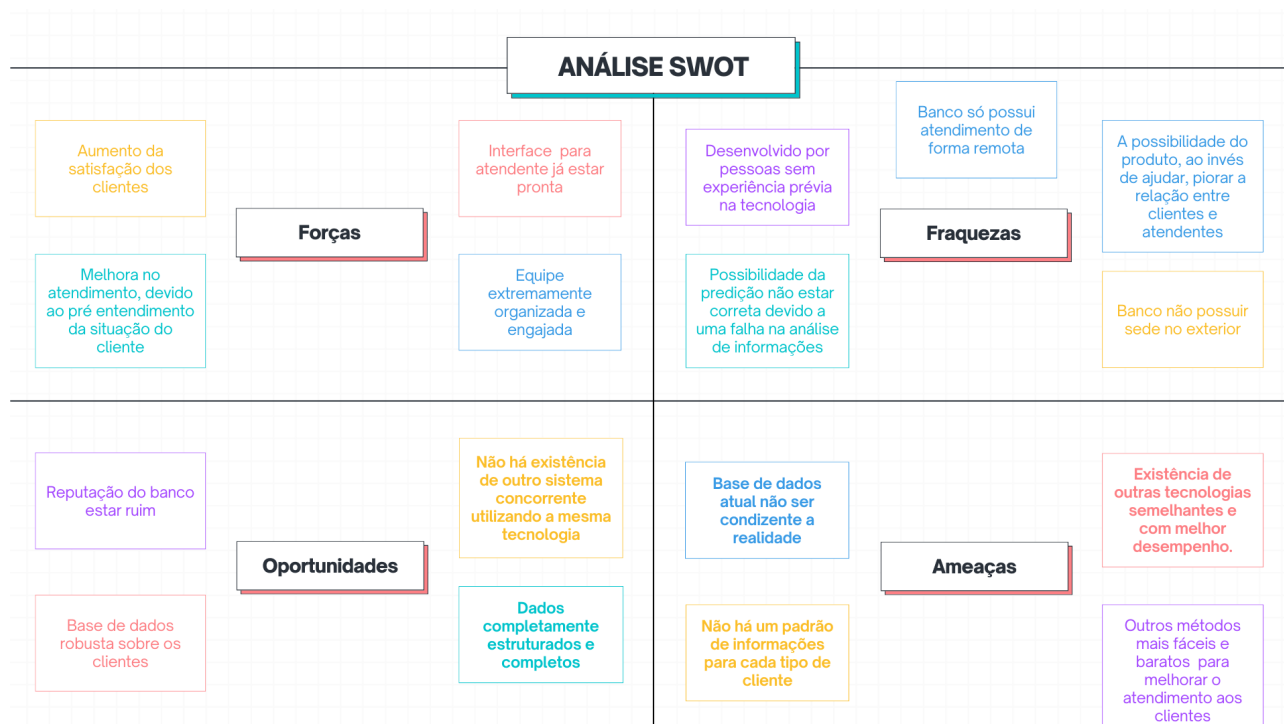 ANÁLISE SWOT
Aumento da
satisfação dos
clientes
Interface para
atendente já estar
pronta
Forças
Melhora no
atendimento, devido
ao pré entendimento
da situação do
cliente
Equipe
extremamente
organizada e
engajada
Desenvolvido por
pessoas sem
experiência prévia
na tecnologia
Banco só possui
atendimento de
forma remota
A possibilidade do
produto, ao invés
de ajudar, piorar a
relação entre
clientes e
atendentes
Fraquezas
Possibilidade da
predição não estar
correta devido a
uma falha na análise
de informações
Banco não possuir
sede no exterior
Reputação do banco
estar ruim
Não há existência
de outro sistema
concorrente
utilizando a mesma
tecnologia
Oportunidades
Base de dados
robusta sobre os
clientes
Dados
completamente
estruturados e
completos
Base de dados
atual não ser
condizente a
realidade
Existência de
outras tecnologias
semelhantes e
com melhor
desempenho.
Ameaças
Não há um padrão
de informações
para cada tipo de
cliente
Outros métodos
mais fáceis e
baratos para
melhorar o
atendimento aos
clientes